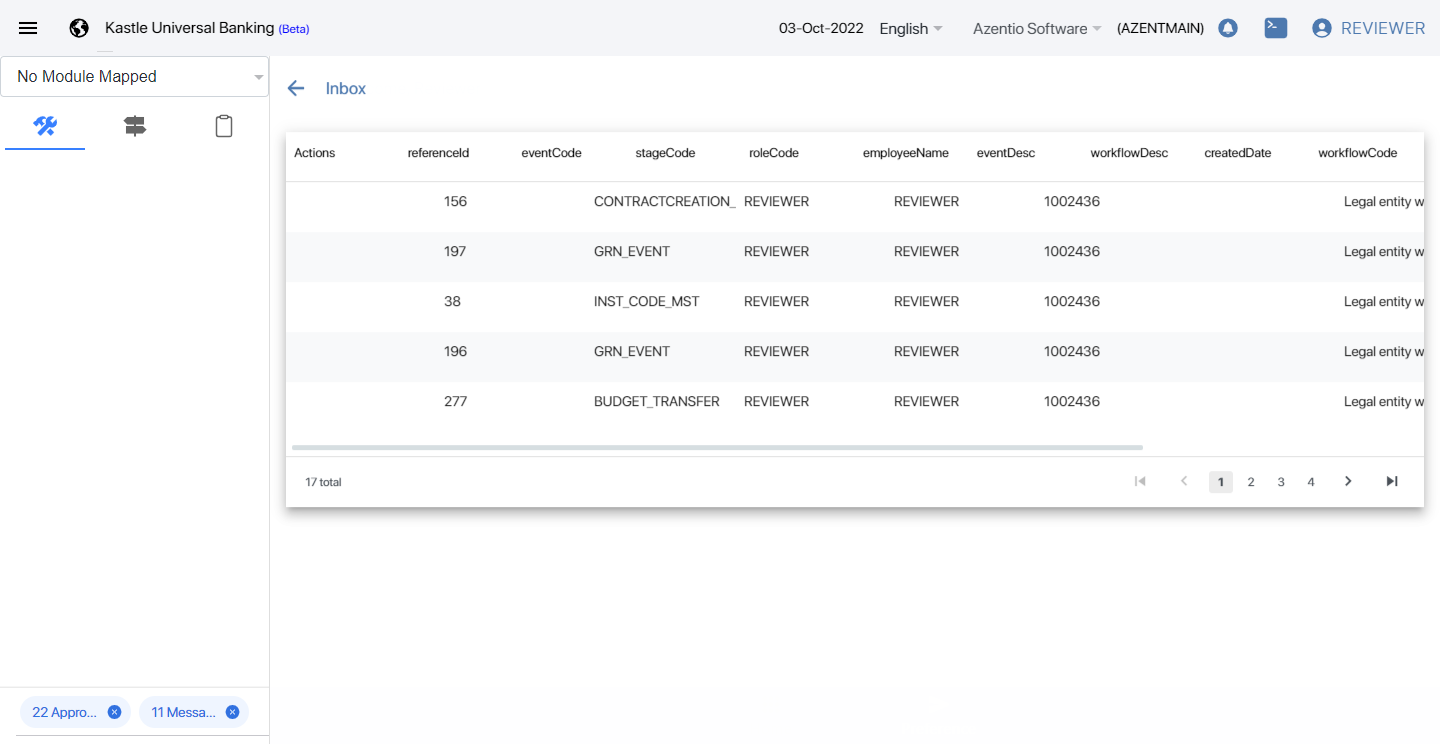 Kastle Universal Banking (Beta) 03-Oct-2022 English Azentio Software (AZENTMAIN) REVIEWER
No Module Mapped
Inbox
Actions referenceId eventCode stageCode roleCode employeeName eventDesc workflowDesc createdDate workflowCode
156 CONTRACTCREATION_ REVIEWER REVIEWER 1002436 Legal entity w
197 GRN_EVENT REVIEWER REVIEWER 1002436 Legal entity w
38 INST_CODE_MST REVIEWER REVIEWER 1002436 Legal entity w
196 GRN_EVENT REVIEWER REVIEWER 1002436 Legal entity w
277 BUDGET_TRANSFER REVIEWER REVIEWER 1002436 Legal entity w
17 total 1 2 3 4
22 Appro... 11 Messa...